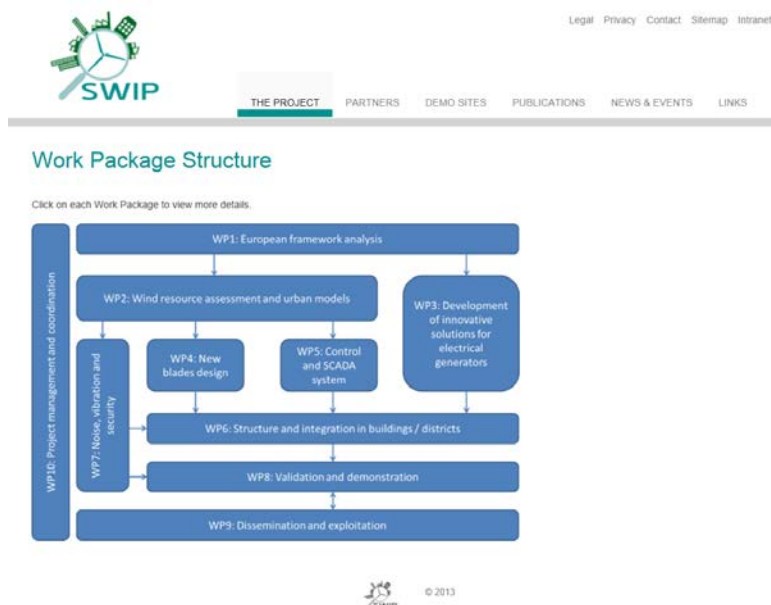 Legal Privacy Contact Sitemap Intranet
SWIP
THE PROJECT PARTNERS DEMO SITES PUBLICATIONS NEWS & EVENTS LINKS
Work Package Structure
Click on each Work Package to view more details.
WP10: Project management and coordination
WP1: European framework analysis
WP2: Wind resource assessment and urban models
WP3: Development
of innovative
solutions for
electrical
generators
WP7: Noise, vibration and
security
WP4: New
blades design
WP5: Control
and SCADA
system
WP6: Structure and integration in buildings / districts
WP8: Validation and demonstration
WP9: Dissemination and exploitation
SWIP
© 2013